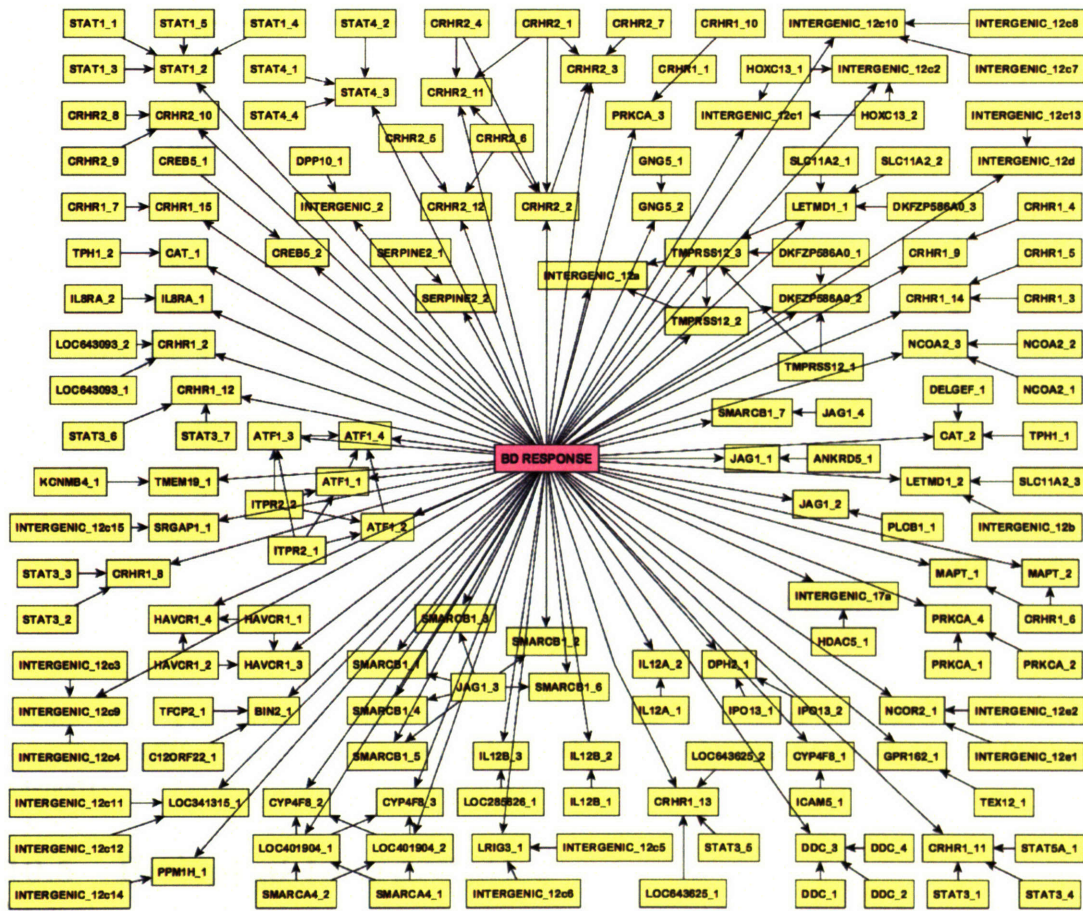 STAT1_1
STAT1_5
STAT1_4
STAT4_2
CRHR2_4
CRHR2_1
CRHR2_7
CRHR1_10
INTERGENIC_12c10
INTERGENIC_12c8
STAT1_3
STAT1_2
STAT4_1
STAT4_3
CRHR2_11
CRHR2_3
CRHR1_1
HOXC13_1
INTERGENIC_12c2
INTERGENIC_12c7
CRHR2_8
CRHR2_10
STAT4_4
CRHR2_5
CRHR2_6
PRKCA_3
INTERGENIC_12c1
HOXC13_2
INTERGENIC_12c13
CRHR2_9
CREB5_1
DPP10_1
GNG5_1
SLC11A2_1
SLC11A2_2
INTERGENIC_12d
CRHR1_7
CRHR1_15
INTERGENIC_2
CRHR2_12
CRHR2_2
GNG5_2
LETMD1_1
DKFZP586A0_3
CRHR1_4
TPH1_2
CAT_1
CREB5_2
SERPINE2_1
INTERGENIC_12a
TMPRSS12_3
DKFZP586A0_1
CRHR1_9
CRHR1_5
IL8RA_2
IL8RA_1
SERPINE2_2
TMPRSS12_2
DKFZP586A0_2
CRHR1_14
CRHR1_3
LOC643093_2
CRHR1_2
TMPRSS12_1
NCOA2_3
NCOA2_2
LOC643093_1
CRHR1_12
DELGEF_1
NCOA2_1
STAT3_6
STAT3_7
ATF1_3
ATF1_4
SMARCB1_7
JAG1_4
CAT_2
TPH1_1
BD RESPONSE
JAG1_1
ANKRD5_1
KCNMB4_1
TMEM19_1
ITPR2_2
ATF1_1
JAG1_2
LETMD1_2
SLC11A2_3
INTERGENIC_12c15
SRGAP1_1
ITPR2_1
ATF1_2
PLCB1_1
INTERGENIC_12b
STAT3_3
CRHR1_8
MAPT_1
MAPT_2
STAT3_2
HAVCR1_4
HAVCR1_1
SMARCB1_3
SMARCB1_2
INTERGENIC_17a
HDAC5_1
PRKCA_4
CRHR1_6
HAVCR1_2
HAVCR1_3
SMARCB1_1
JAG1_3
SMARCB1_6
IL12A_2
DPH2_1
PRKCA_1
PRKCA_2
INTERGENIC_12c3
INTERGENIC_12c9
TFCP2_1
BIN2_1
SMARCB1_4
IL12A_1
IPO13_1
IPO13_2
NCOR2_1
INTERGENIC_12e2
INTERGENIC_12c4
C12ORF22_1
SMARCB1_5
IL12B_3
IL12B_2
LOC643625_2
CYP4F8_1
GPR162_1
INTERGENIC_12e1
INTERGENIC_12c11
LOC341315_1
CYP4F8_2
CYP4F8_3
LOC285626_1
IL12B_1
CRHR1_13
ICAM5_1
TEX12_1
INTERGENIC_12c12
PPM1H_1
LOC401904_1
LOC401904_2
LRIG3_1
INTERGENIC_12c5
STAT3_5
DDC_3
DDC_4
CRHR1_11
STAT5A_1
INTERGENIC_12c14
SMARCA4_2
SMARCA4_1
INTERGENIC_12c6
LOC643625_1
DDC_1
DDC_2
STAT3_1
STAT3_4